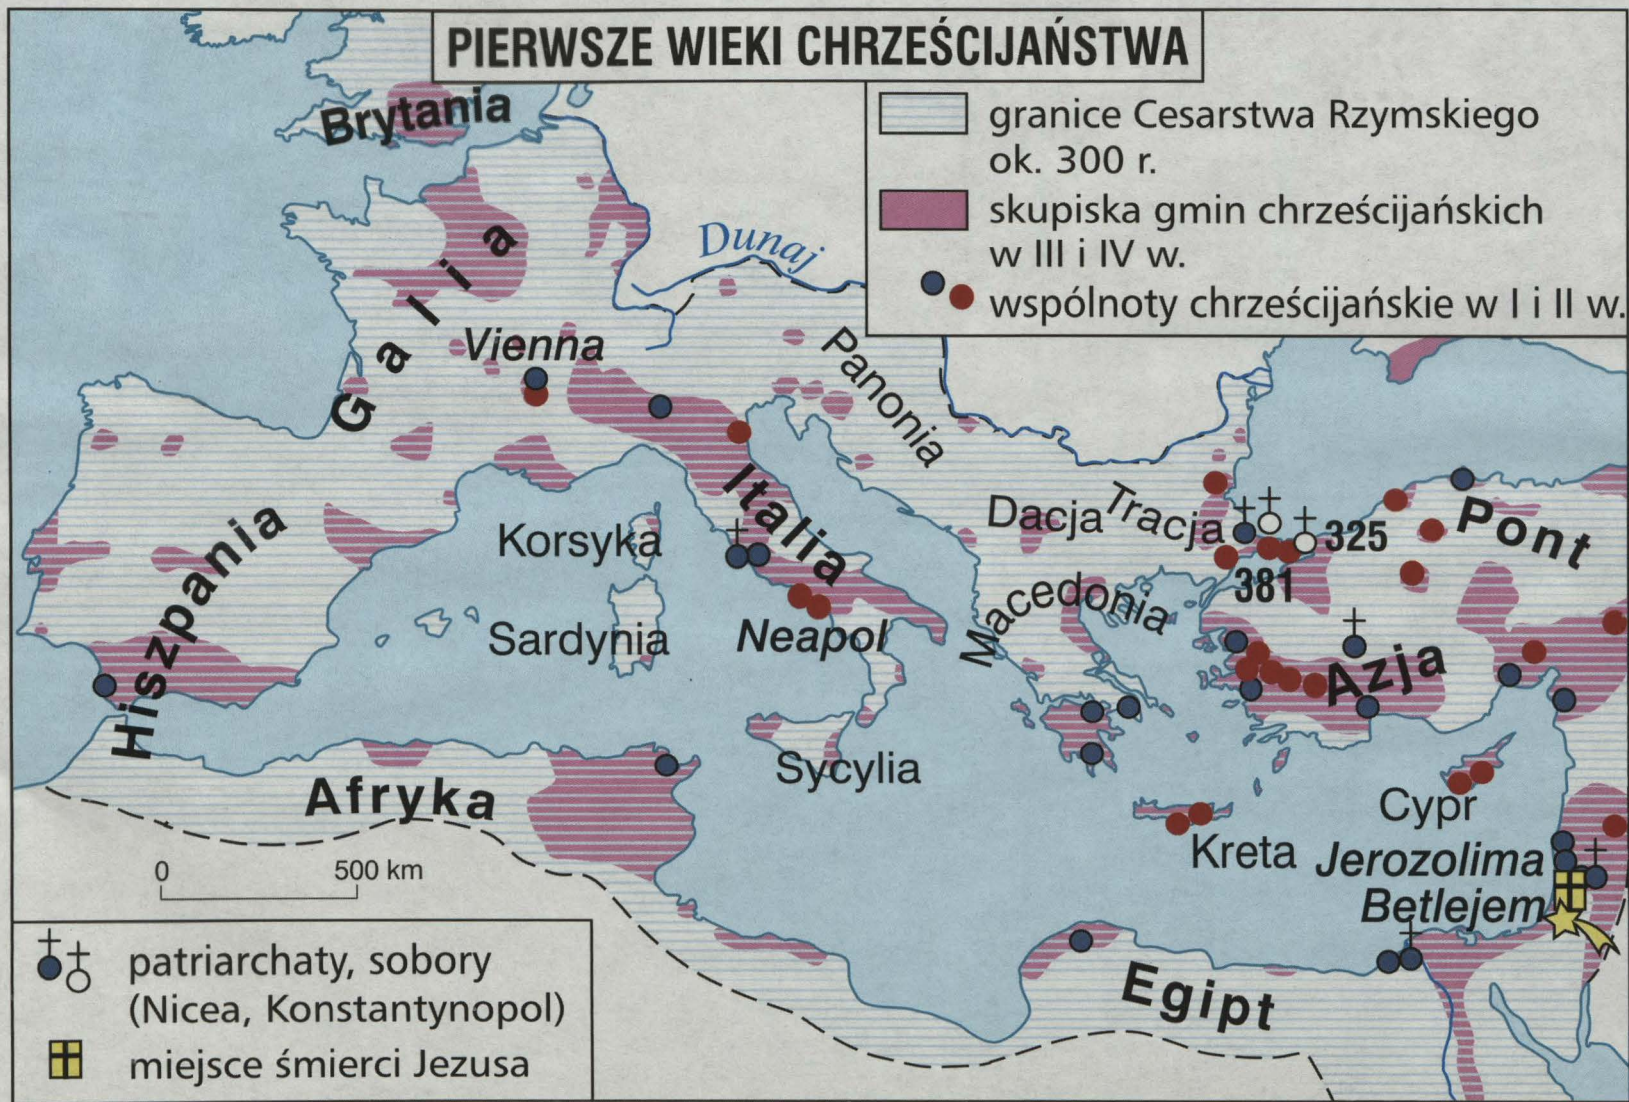 PIERWSZE WIEKI CHRZEŚCIJAŃSTWA
granice Cesarstwa Rzymskiego
ok. 300 r.
skupiska gmin chrześcijańskich
w III i IV w.
wspólnoty chrześcijańskie w I i II w.
Brytania
Dunaj
Galia
Vienna
Panonia
Italia
Hiszpania
Korsyka
Sardynia
Neapol
Dacja
Tracja
325
381
Pont
Macedonia
Azja
Sycylia
Afryka
Cypr
Kreta
Jerozolima
Betlejem
Egipt
0 500 km
patriarchaty, sobory
(Nicea, Konstantynopol)
miejsce śmierci Jezusa